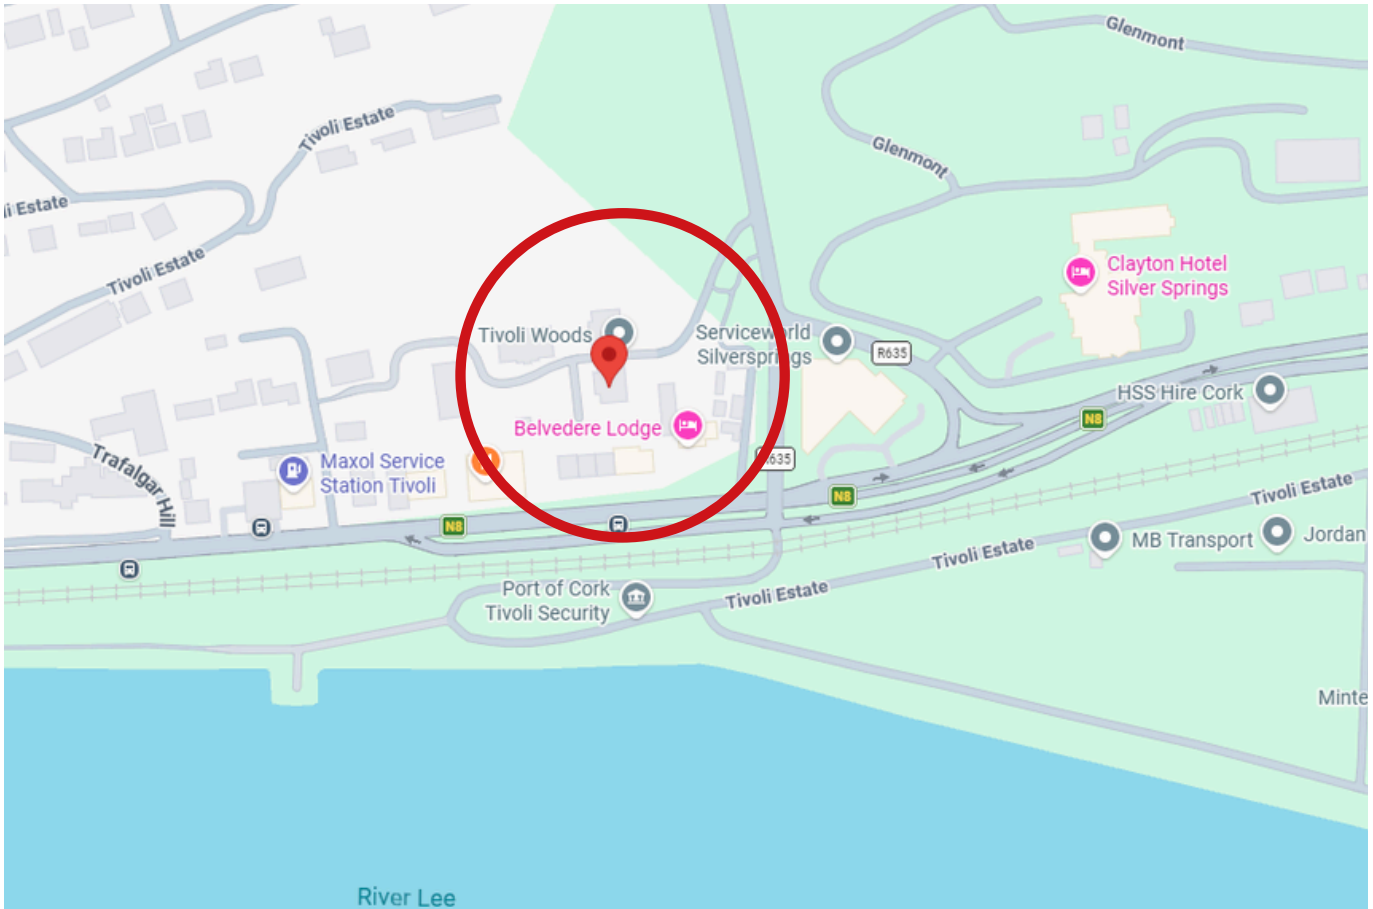 Glenmont
Tivoli Estate
Glenmont
Estate
Tivoli Estate
Clayton Hotel
Silver Springs
Tivoli Woods
Serviceworld
Silversprings
R635
HSS Hire Cork
N8
Belvedere Lodge
Trafalgar Hill
Maxol Service
Station Tivoli
635
N8
Tivoli Estate
N8
MB Transport
Jordan
Tivoli Estate
Port of Cork
Tivoli Security
Tivoli Estate
Minte
River Lee